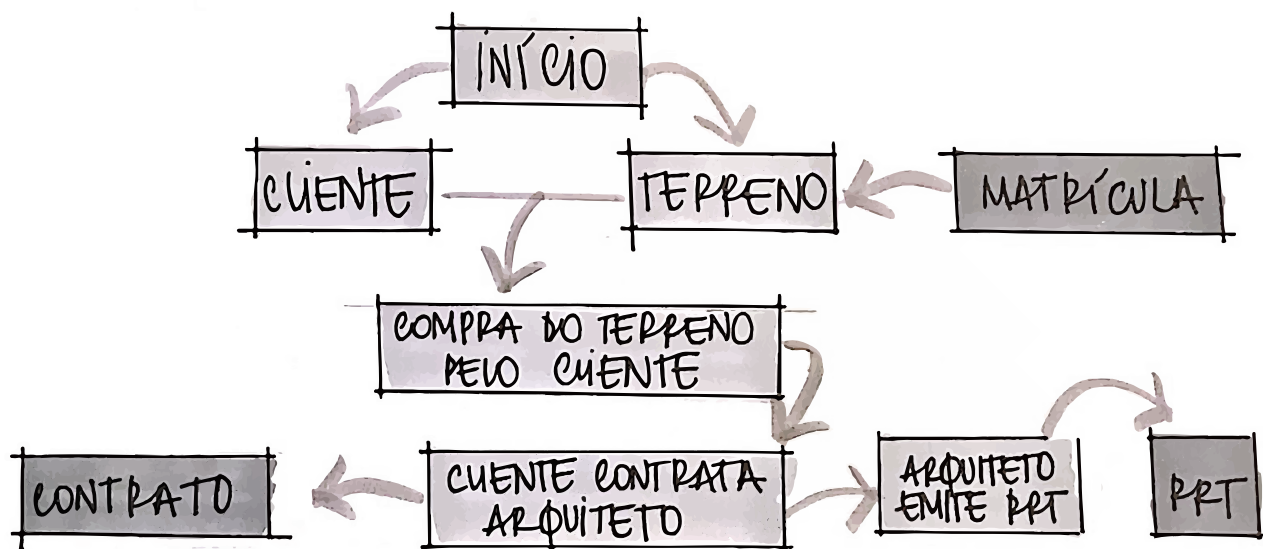 INÍCIO
CLIENTE
TERRENO
MATRÍCULA
COMPRA DO TERRENO
PELO CLIENTE
CONTRATO
CLIENTE CONTRATA
ARQUITETO
ARQUITETO
EMITE RRT
RRT